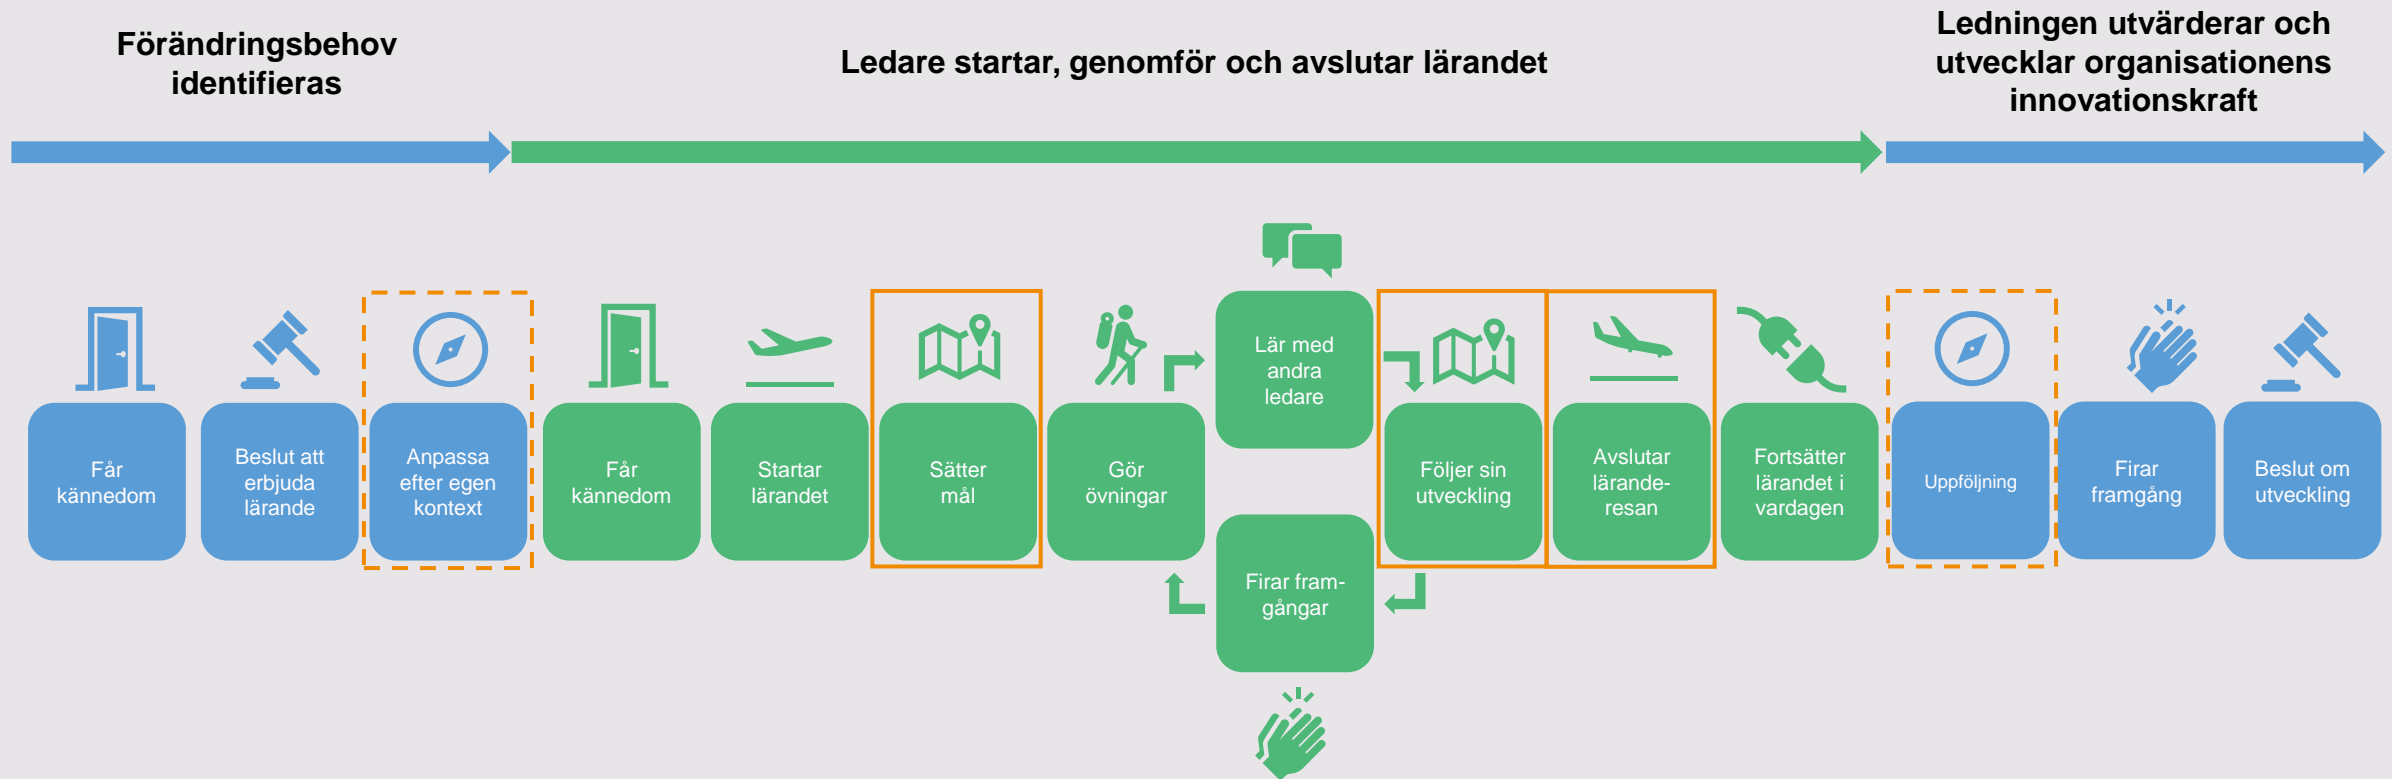 Förändringsbehov
identifieras
Ledare startar, genomför och avslutar lärandet
Ledningen utvärderar och
utvecklar organisationens
innovationskraft
Får
kännedom
Beslut att
erbjuda
lärande
Anpassa
efter egen
kontext
Får
kännedom
Startar
lärandet
Sätter
mål
Gör
övningar
Lär med
andra
ledare
Följer sin
utveckling
Firar fram-
gångar
Avslutar
lärande-
resan
Fortsätter
lärandet i
vardagen
Uppföljning
Firar
framgång
Beslut om
utveckling